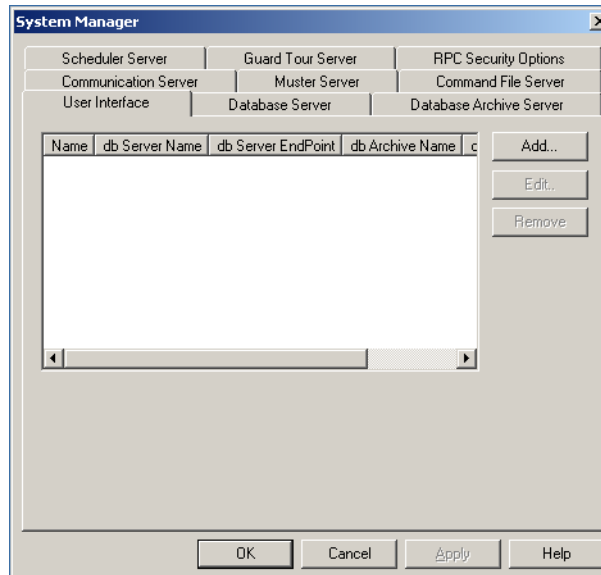 System Manager
Scheduler Server Guard Tour Server RPC Security Options
Communication Server Muster Server Command File Server
User Interface Database Server Database Archive Server
Name db Server Name db Server EndPoint db Archive Name
Add...
Edit..
Remove
OK Cancel Apply Help